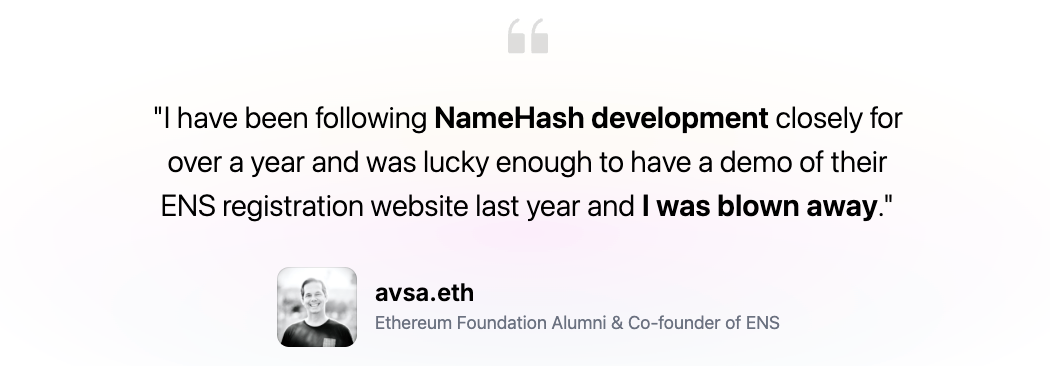 "I have been following NameHash development closely for
over a year and was lucky enough to have a demo of their
ENS registration website last year and I was blown away."
avsa.eth
Ethereum Foundation Alumni & Co-founder of ENS